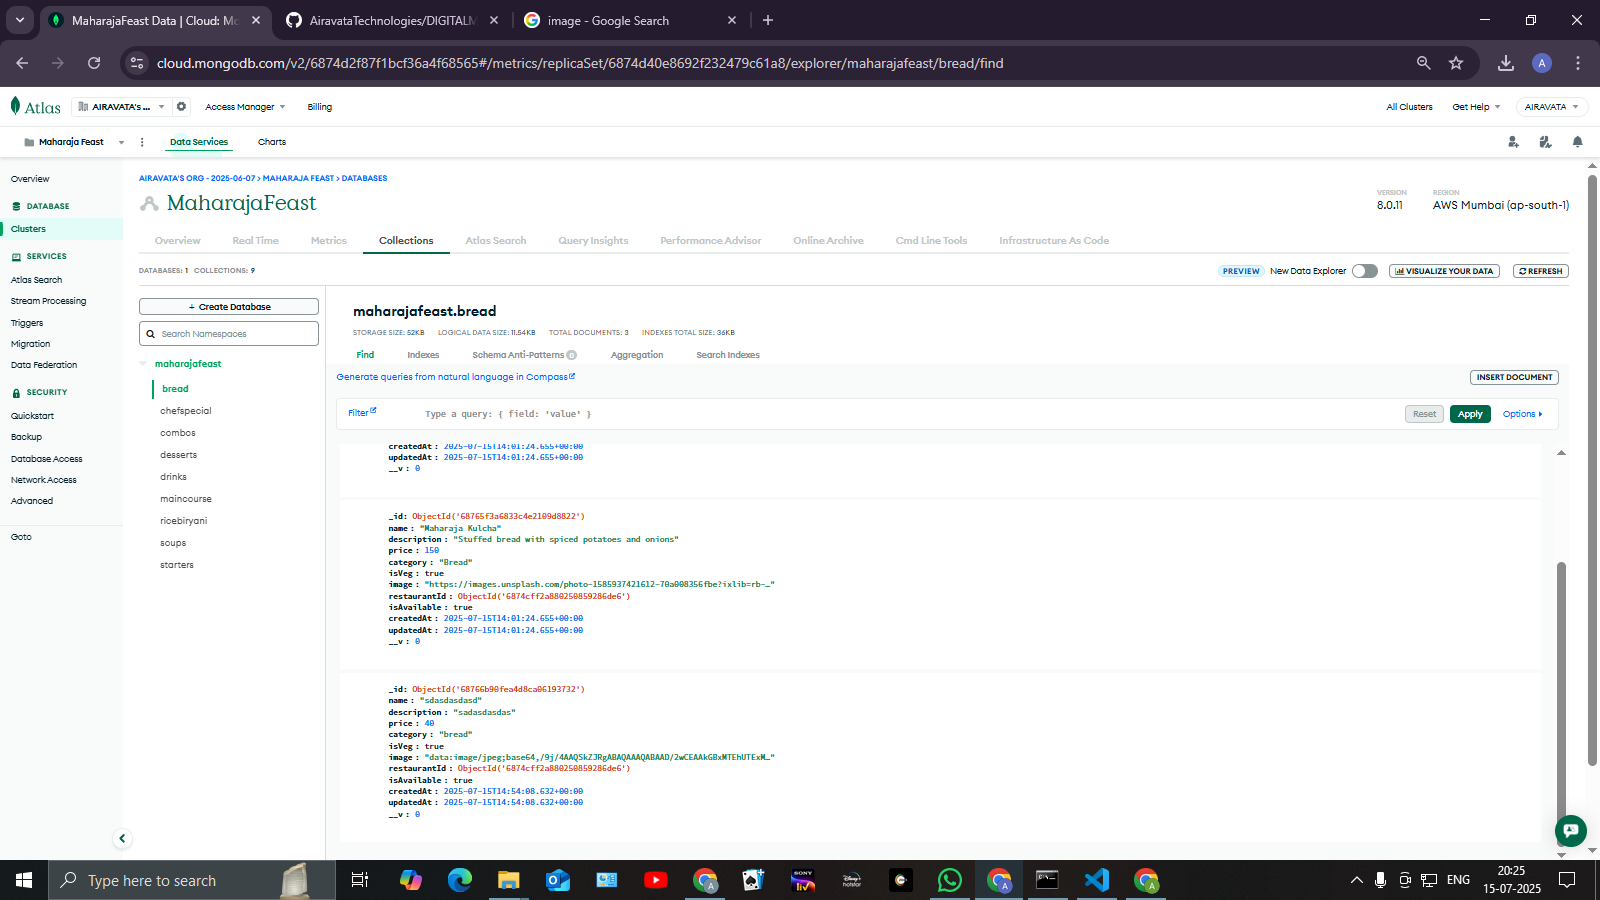 MaharajaFeast Data | Cloud: Mo
AiravataTechnologies/DIGITALM
image - Google Search
cloud.mongodb.com/v2/6874d2f87f1bcf36a4f68565#/metrics/replicaSet/6874d40e8692f232479c61a8/explorer/maharajafeast/bread/find
A
Atlas
AIRAVATA'S ...
Access Manager
Billing
All Clusters
Get Help
AIRAVATA
Maharaja Feast
Data Services
Charts
Overview
DATABASE
Clusters
SERVICES
Atlas Search
Stream Processing
Triggers
Migration
Data Federation
SECURITY
Quickstart
Backup
Database Access
Network Access
Advanced
Goto
AIRAVATA'S ORG - 2025-06-07 > MAHARAJA FEAST > DATABASES
MaharajaFeast
VERSION
8.0.11
REGION
AWS Mumbai (ap-south-1)
Overview
Real Time
Metrics
Collections
Atlas Search
Query Insights
Performance Advisor
Online Archive
Cmd Line Tools
Infrastructure As Code
DATABASES: 1 COLLECTIONS: 9
PREVIEW New Data Explorer
VISUALIZE YOUR DATA
REFRESH
+ Create Database
Search Namespaces
maharajafeast
bread
chefspecial
combos
desserts
drinks
maincourse
ricebiryani
soups
starters
maharajafeast.bread
STORAGE SIZE: 52KB LOGICAL DATA SIZE: 11.54KB TOTAL DOCUMENTS: 3 INDEXES TOTAL SIZE: 36KB
Find
Indexes
Schema Anti-Patterns 0
Aggregation
Search Indexes
Generate queries from natural language in Compass
INSERT DOCUMENT
Filter
Type a query: { field: 'value' }
Reset
Apply
Options
createdAt : 2025-07-15T14:01:24.655+00:00
updatedAt : 2025-07-15T14:01:24.655+00:00
__v : 0
_id: ObjectId('68765f3a6833c4e2109d8822')
name : "Maharaja Kulcha"
description : "Stuffed bread with spiced potatoes and onions"
price : 150
category : "Bread"
isVeg : true
image : "https://images.unsplash.com/photo-1585937421612-70a008356fbe?ixlib=rb-…"
restaurantId : ObjectId('6874cff2a880250859286de6')
isAvailable : true
createdAt : 2025-07-15T14:01:24.655+00:00
updatedAt : 2025-07-15T14:01:24.655+00:00
__v : 0
_id: ObjectId('68766b90fea4d8ca06193732')
name : "sdasdasdasd"
description : "sadasdasdas"
price : 40
category : "bread"
isVeg : true
image : "data:image/jpeg;base64,/9j/4AAQSkZJRgABAQAAAQABAAD/2wCEAAkGBxMTEhUTExM…"
restaurantId : ObjectId('6874cff2a880250859286de6')
isAvailable : true
createdAt : 2025-07-15T14:54:08.632+00:00
updatedAt : 2025-07-15T14:54:08.632+00:00
__v : 0
Type here to search
SONY
liv
Disney+
hotstar
ENG
20:25
15-07-2025